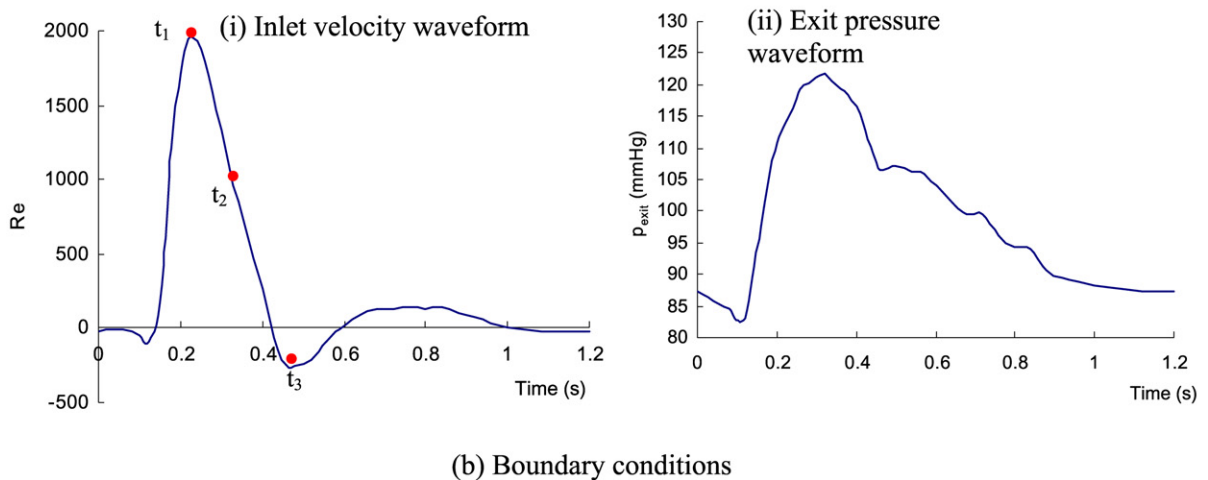 (i) Inlet velocity waveform
t1
t2
t3
2000
1500
1000
500
0
-500
Re
0 0.2 0.4 0.6 0.8 1 1.2
Time (s)
(ii) Exit pressure
waveform
130
125
120
115
110
105
100
95
90
85
80
pexit (mmHg)
0 0.2 0.4 0.6 0.8 1 1.2
Time (s)
(b) Boundary conditions